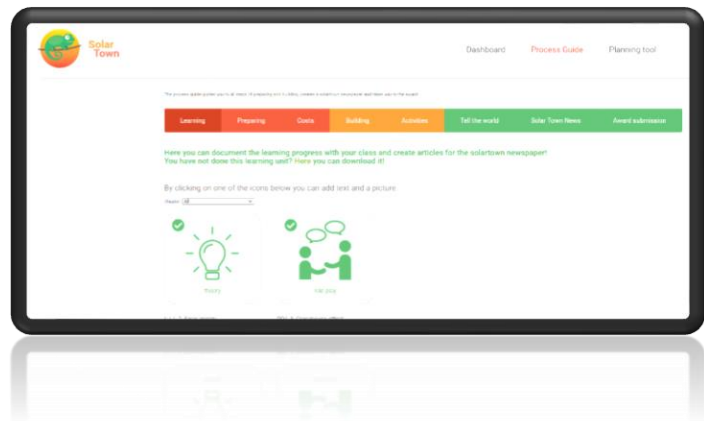 Solar
Town
Dashboard
Process Guide
Planning tool
Learning
Preparing
Costs
Building
Activities
Tell the world
Solar Town News
Award submission
Here you can document the learning progress with your class and create articles for the solartown newspaper!
You have not done this learning unit? Here you can download it!
By clicking on one of the icons below you can add text and a picture.
Theory